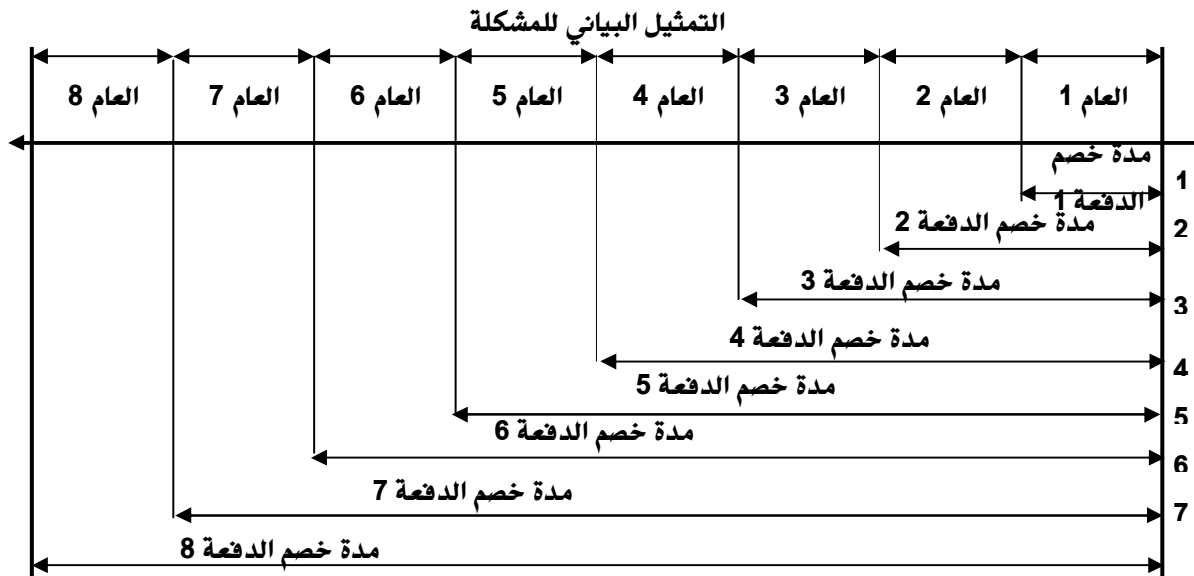 التمثيل البياني للمشكلة
العام 1 العام 2 العام 3 العام 4 العام 5 العام 6 العام 7 العام 8
مدة خصم
الدفعة 1
1
مدة خصم الدفعة 2
2
مدة خصم الدفعة 3
3
مدة خصم الدفعة 4
4
مدة خصم الدفعة 5
5
مدة خصم الدفعة 6
6
مدة خصم الدفعة 7
7
مدة خصم الدفعة 8